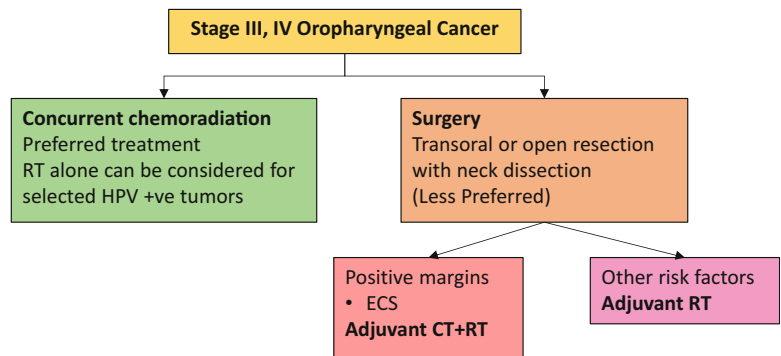 Stage III, IV Oropharyngeal Cancer
Concurrent chemoradiation
Preferred treatment
RT alone can be considered for
selected HPV +ve tumors
Surgery
Transoral or open resection
with neck dissection
(Less Preferred)
Positive margins
• ECS
Adjuvant CT+RT
Other risk factors
Adjuvant RT